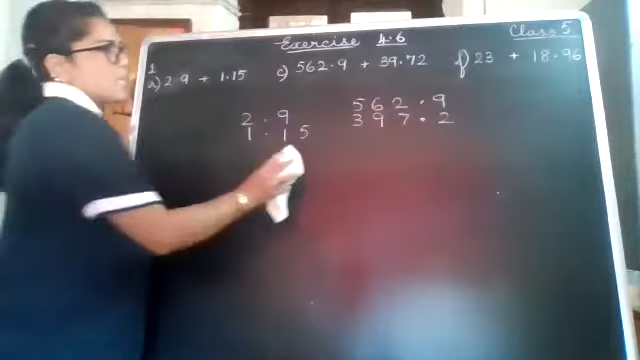 Exercise 4.6 Class 5
1
a) 2.9 + 1.15 c) 562.9 + 39.72 f) 23 + 18.96
2.9 562.9
1.15 397.2